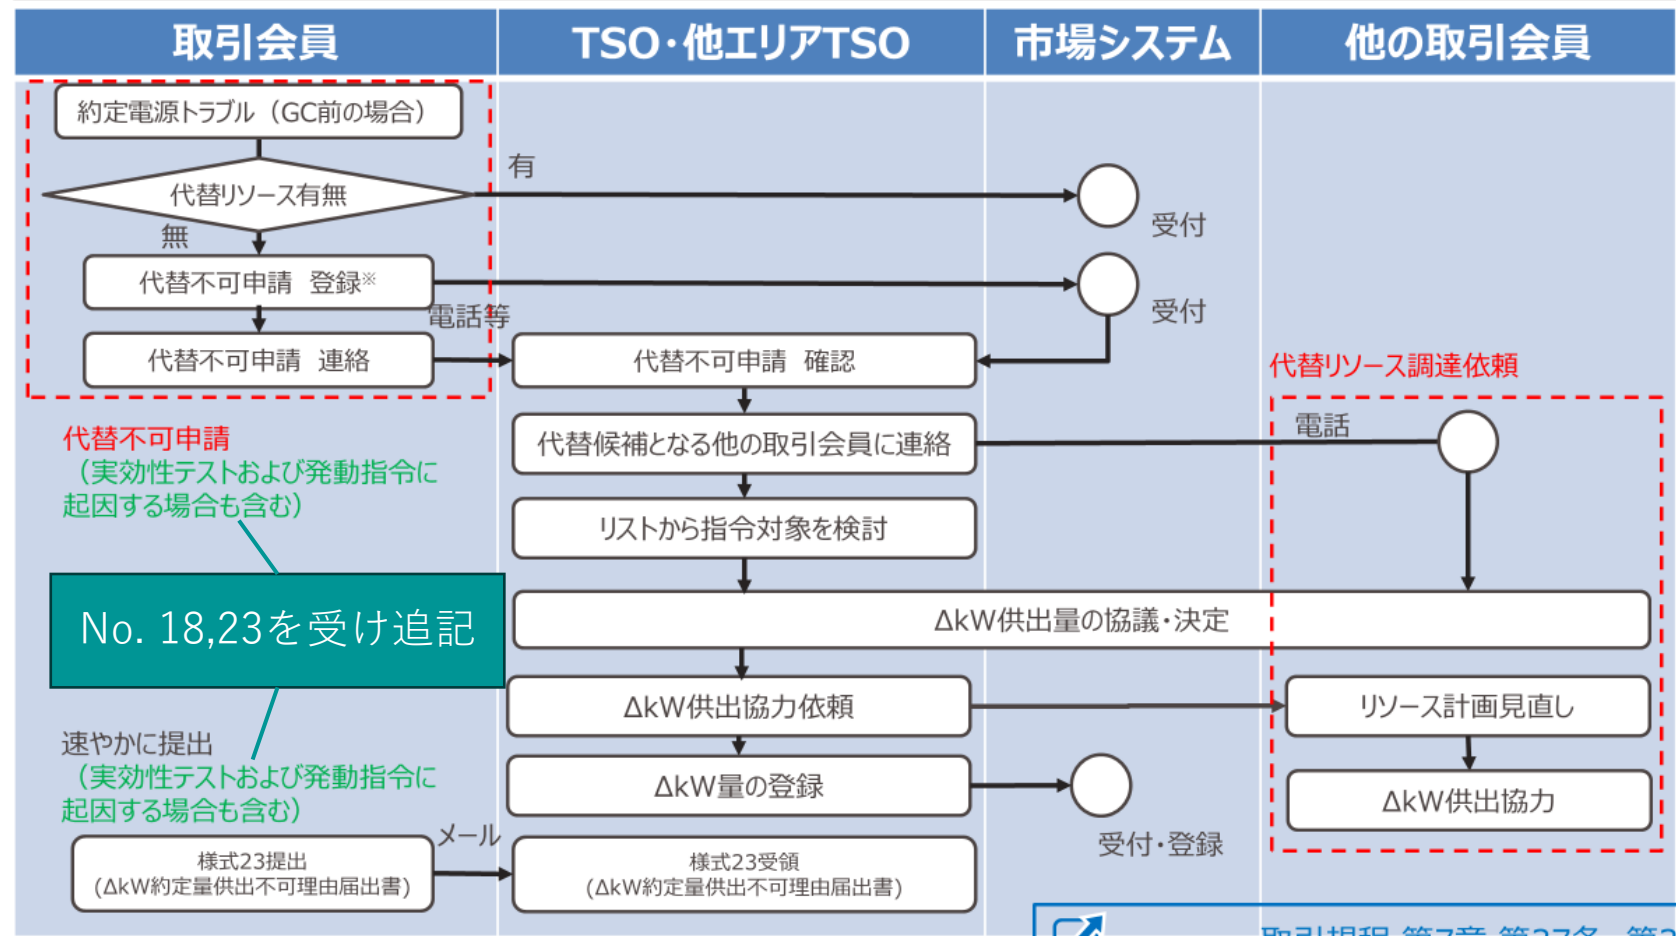 取引会員
TSO・他エリアTSO
市場システム
他の取引会員
約定電源トラブル（GC前の場合）
代替リソース有無
有
受付
無
代替不可申請　登録※
受付
電話等
代替不可申請　連絡
代替不可申請　確認
代替リソース調達依頼
電話
代替不可申請
（実効性テストおよび発動指令に
起因する場合も含む）
代替候補となる他の取引会員に連絡
リストから指令対象を検討
No. 18,23を受け追記
ΔkW供出量の協議・決定
ΔkW供出協力依頼
リソース計画見直し
速やかに提出
（実効性テストおよび発動指令に
起因する場合も含む）
ΔkW量の登録
ΔkW供出協力
受付・登録
メール
様式23提出
(ΔkW約定量供出不可理由届出書)
様式23受領
(ΔkW約定量供出不可理由届出書)
取引規程 第7章 第37条